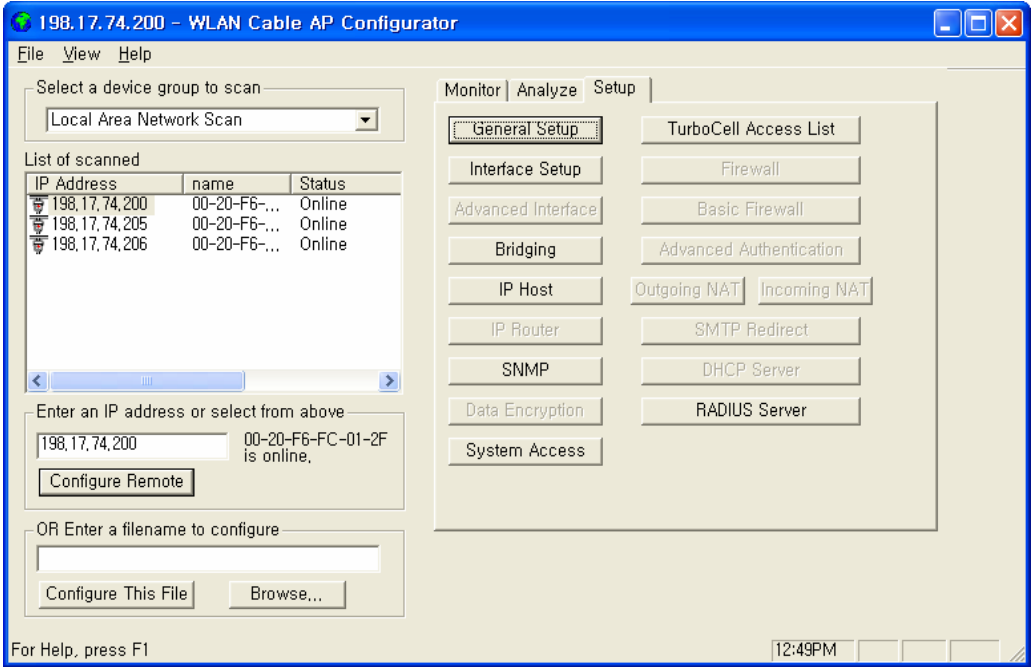 198.17.74.200 - WLAN Cable AP Configurator
File View Help
Select a device group to scan
Local Area Network Scan
List of scanned
IP Address name Status
198,17,74,200 00-20-F6-... Online
198,17,74,205 00-20-F6-... Online
198,17,74,206 00-20-F6-... Online
Enter an IP address or select from above
198,17,74,200
00-20-F6-FC-01-2F
is online,
Configure Remote
OR Enter a filename to configure
Configure This File Browse...
Monitor Analyze Setup
General Setup TurboCell Access List
Interface Setup Firewall
Advanced Interface Basic Firewall
Bridging Advanced Authentication
IP Host Outgoing NAT Incoming NAT
IP Router SMTP Redirect
SNMP DHCP Server
Data Encryption RADIUS Server
System Access
For Help, press F1 12:49PM